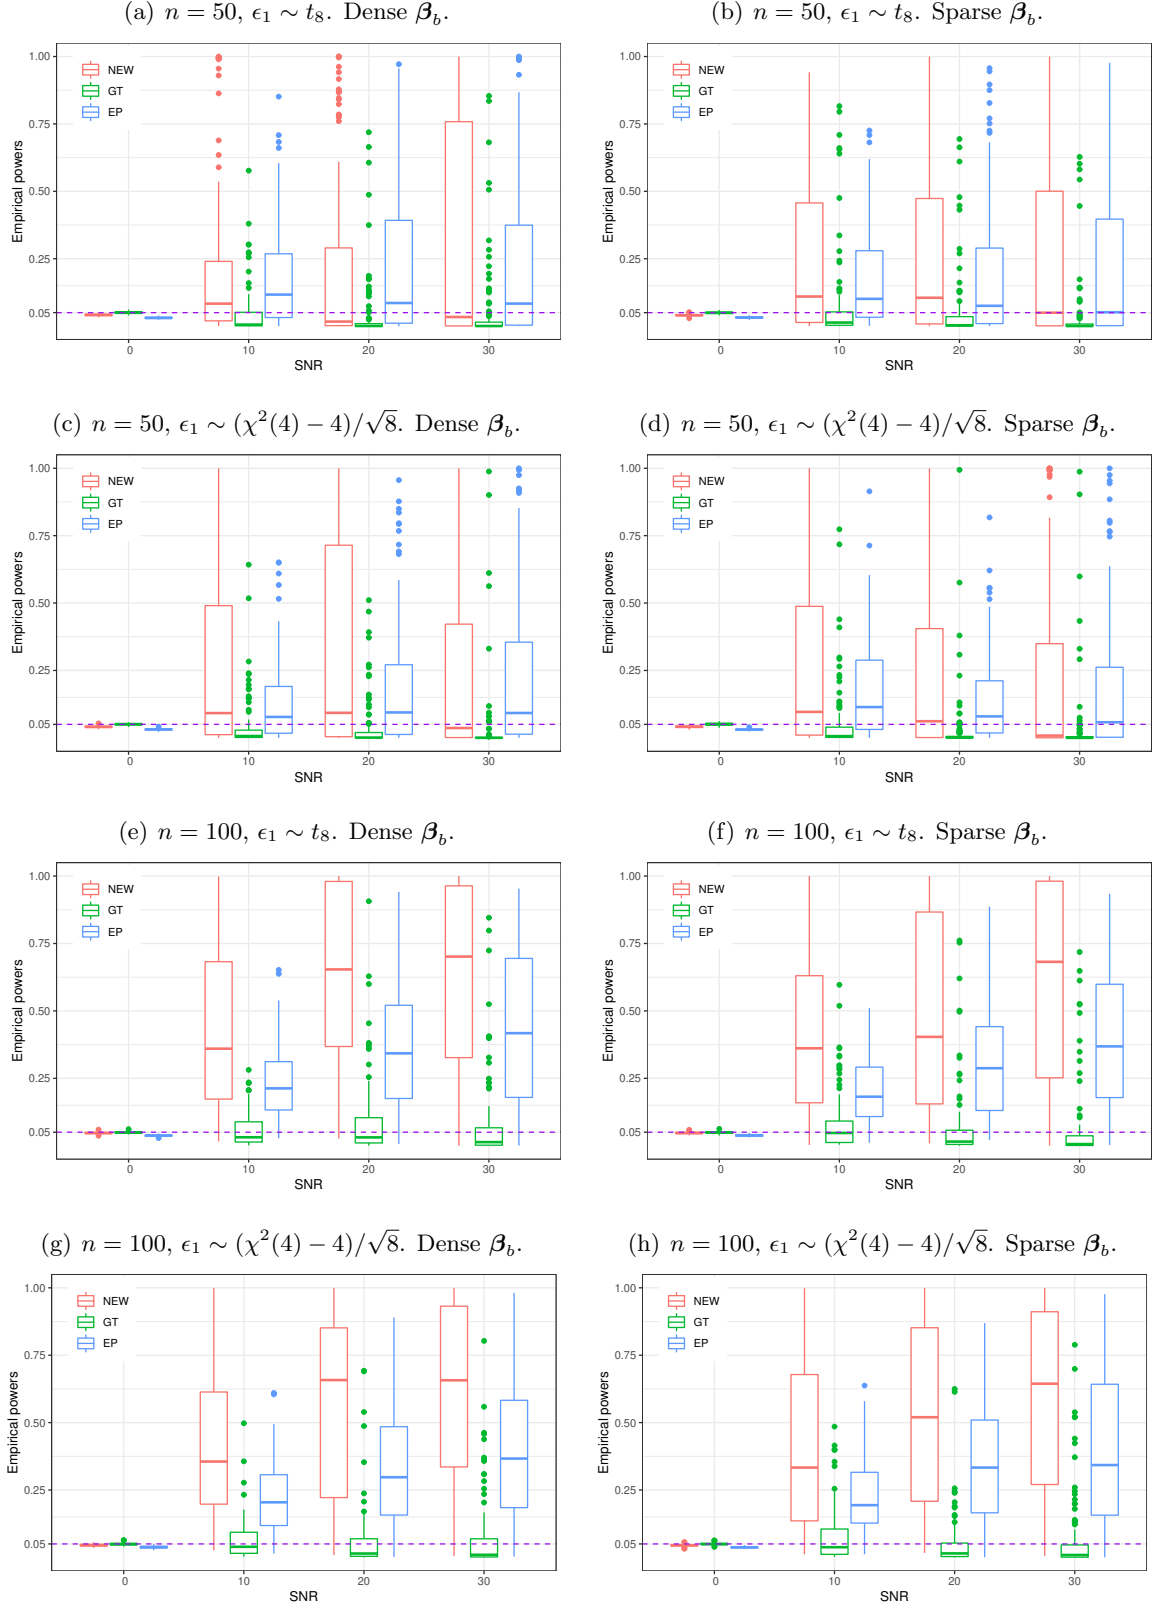 (a) n = 50, ϵ₁ ∼ t₈. Dense β_b.
1.00
0.75
0.50
0.25
0.05
Empirical powers
NEW
GT
EP
0 10 20 30
SNR
(b) n = 50, ϵ₁ ∼ t₈. Sparse β_b.
1.00
0.75
0.50
0.25
0.05
Empirical powers
NEW
GT
EP
0 10 20 30
SNR
(c) n = 50, ϵ₁ ∼ (χ²(4) − 4)/√8. Dense β_b.
1.00
0.75
0.50
0.25
0.05
Empirical powers
NEW
GT
EP
0 10 20 30
SNR
(d) n = 50, ϵ₁ ∼ (χ²(4) − 4)/√8. Sparse β_b.
1.00
0.75
0.50
0.25
0.05
Empirical powers
NEW
GT
EP
0 10 20 30
SNR
(e) n = 100, ϵ₁ ∼ t₈. Dense β_b.
1.00
0.75
0.50
0.25
0.05
Empirical powers
NEW
GT
EP
0 10 20 30
SNR
(f) n = 100, ϵ₁ ∼ t₈. Sparse β_b.
1.00
0.75
0.50
0.25
0.05
Empirical powers
NEW
GT
EP
0 10 20 30
SNR
(g) n = 100, ϵ₁ ∼ (χ²(4) − 4)/√8. Dense β_b.
1.00
0.75
0.50
0.25
0.05
Empirical powers
NEW
GT
EP
0 10 20 30
SNR
(h) n = 100, ϵ₁ ∼ (χ²(4) − 4)/√8. Sparse β_b.
1.00
0.75
0.50
0.25
0.05
Empirical powers
NEW
GT
EP
0 10 20 30
SNR